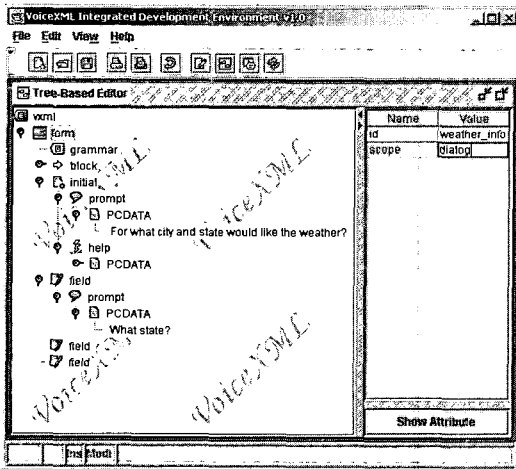 VoiceXML Integrated Development Environment v1.0
File Edit View Help
Tree-Based Editor
vxml
form
grammar
block
initial
prompt
PCDATA
For what city and state would like the weather?
help
PCDATA
field
prompt
PCDATA
What state?
field
field
Name Value
id weather_info
scope dialog
Show Attribute
Ins Modi
VoiceXML
VoiceXML
VoiceXML
VoiceXML